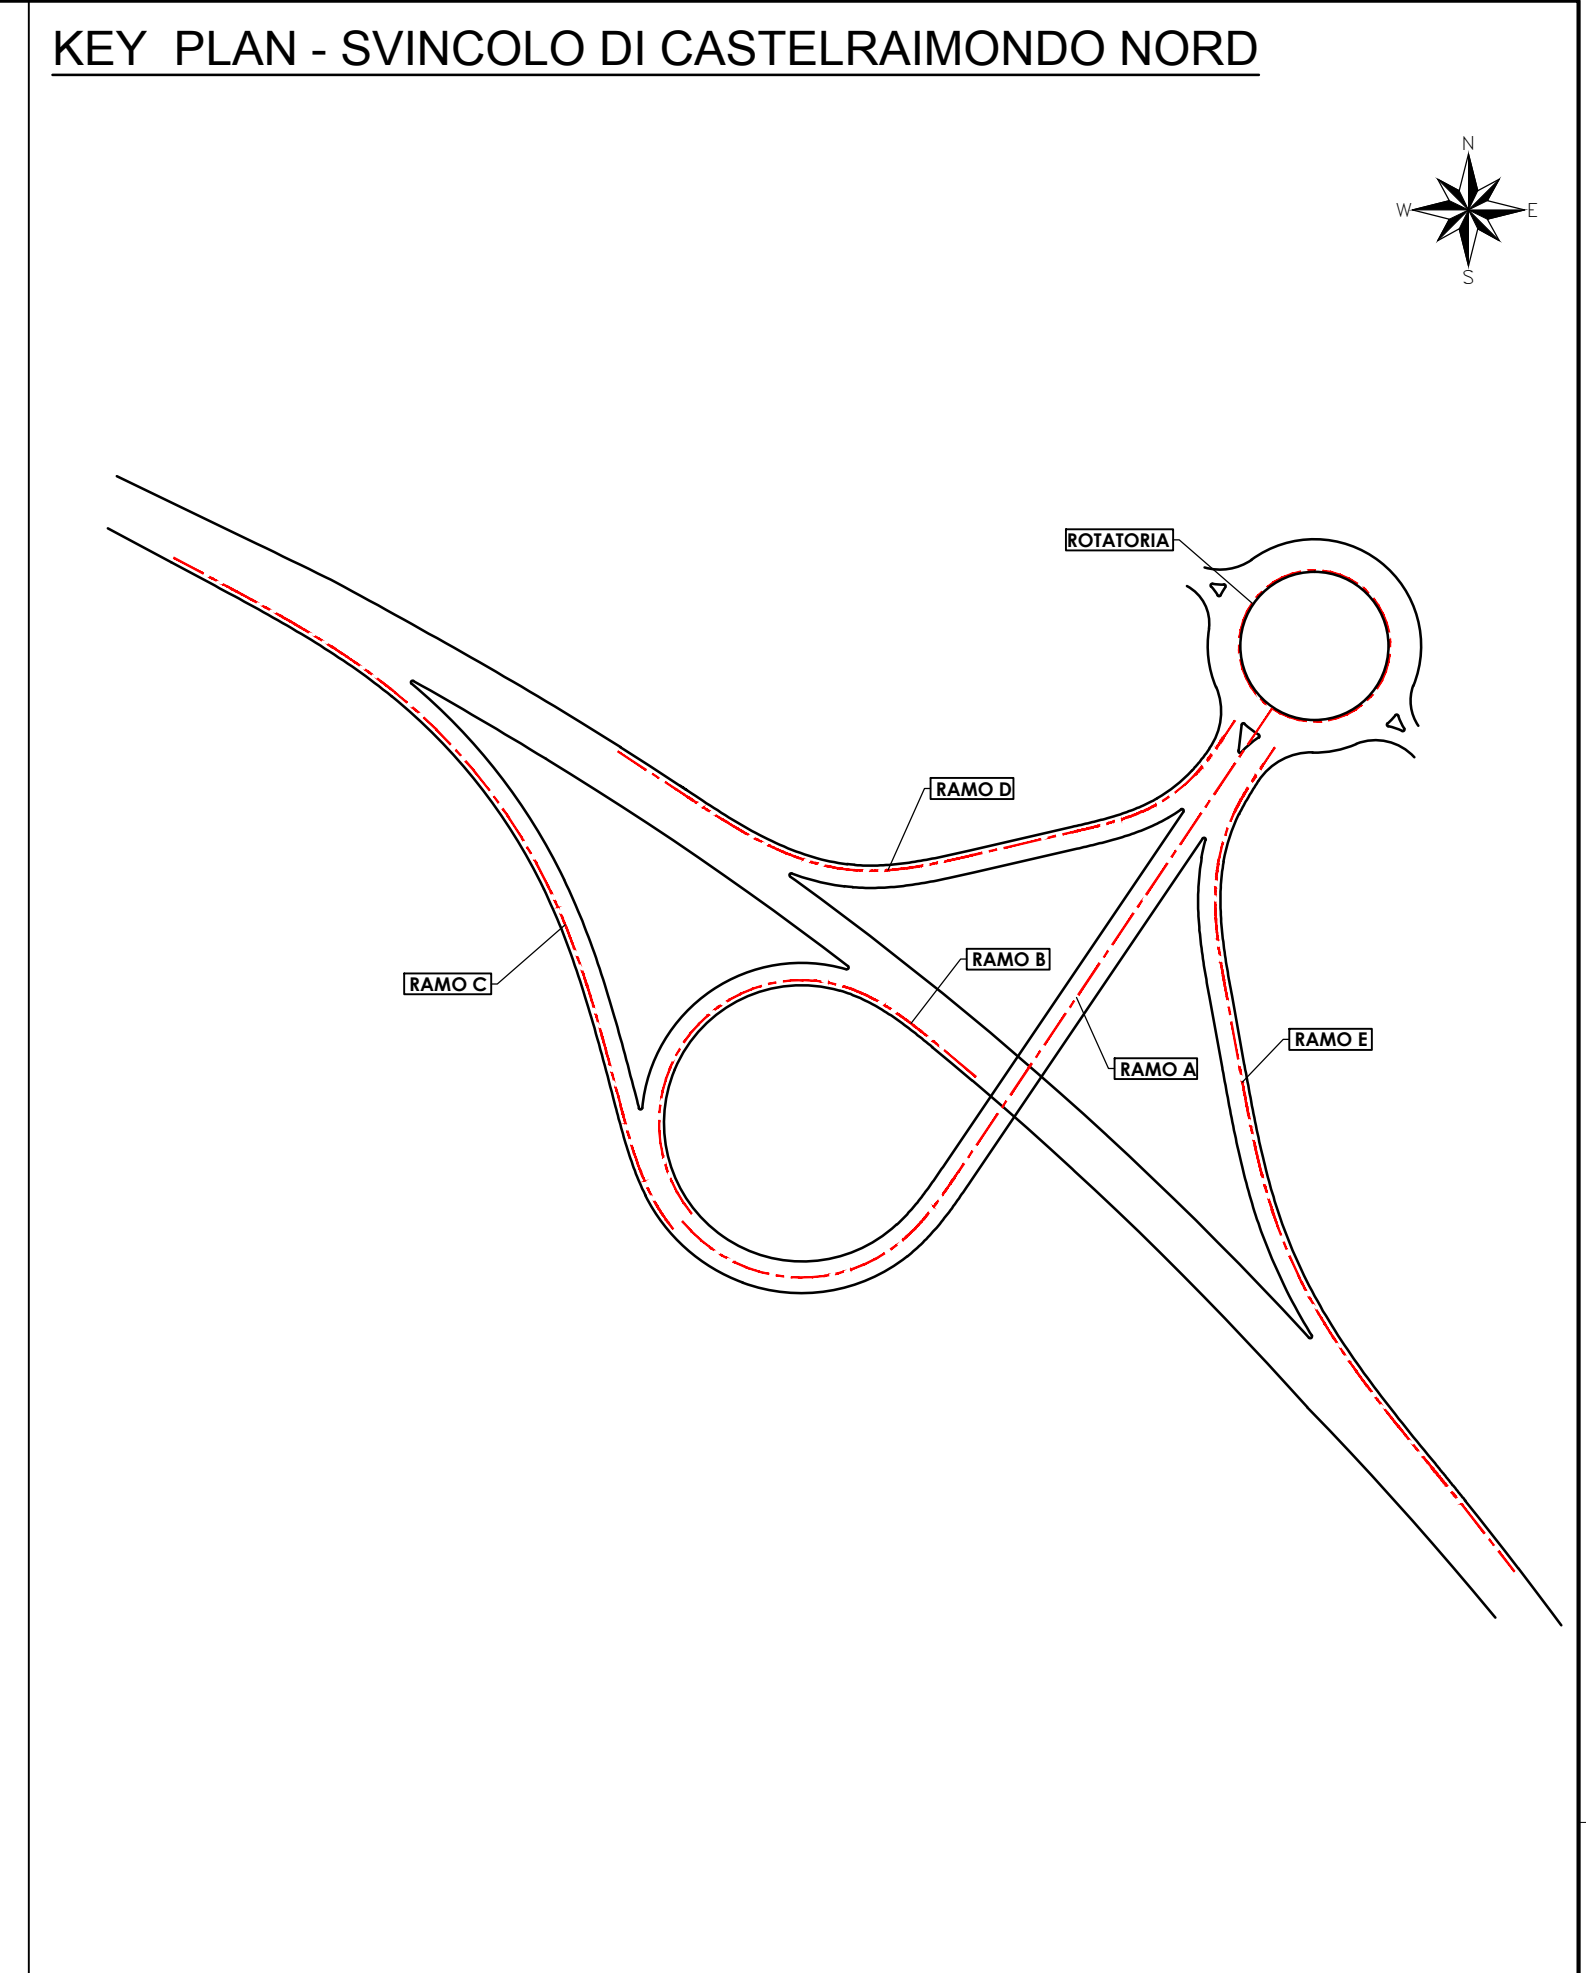 KEY PLAN - SVINCOLO DI CASTELRAIMONDO NORD
N
W
E
S
ROTATORIA
RAMO D
RAMO B
RAMO C
RAMO E
RAMO A